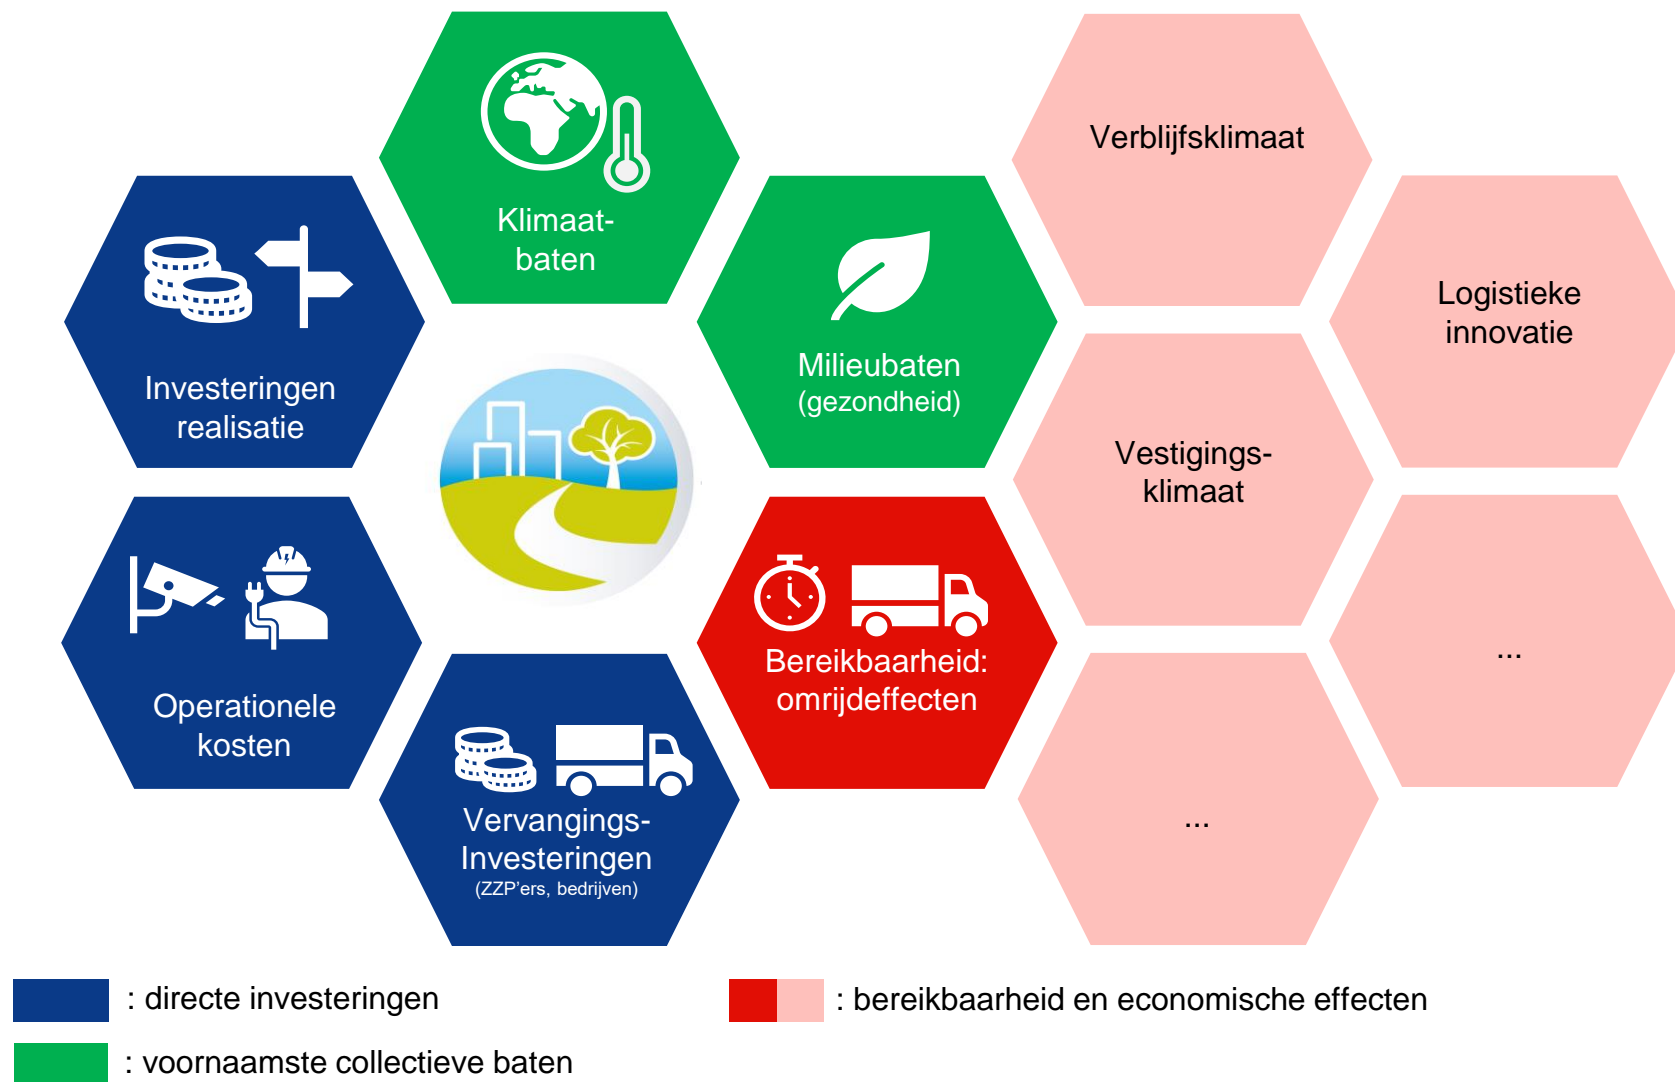 Klimaat-
baten
Verblijfsklimaat
Investeringen
realisatie
Milieubaten
(gezondheid)
Logistieke
innovatie
Vestigings-
klimaat
Operationele
kosten
Bereikbaarheid:
omrijdeffecten
...
Vervangings-
Investeringen
(ZZP'ers, bedrijven)
...
: directe investeringen
: bereikbaarheid en economische effecten
: voornaamste collectieve baten